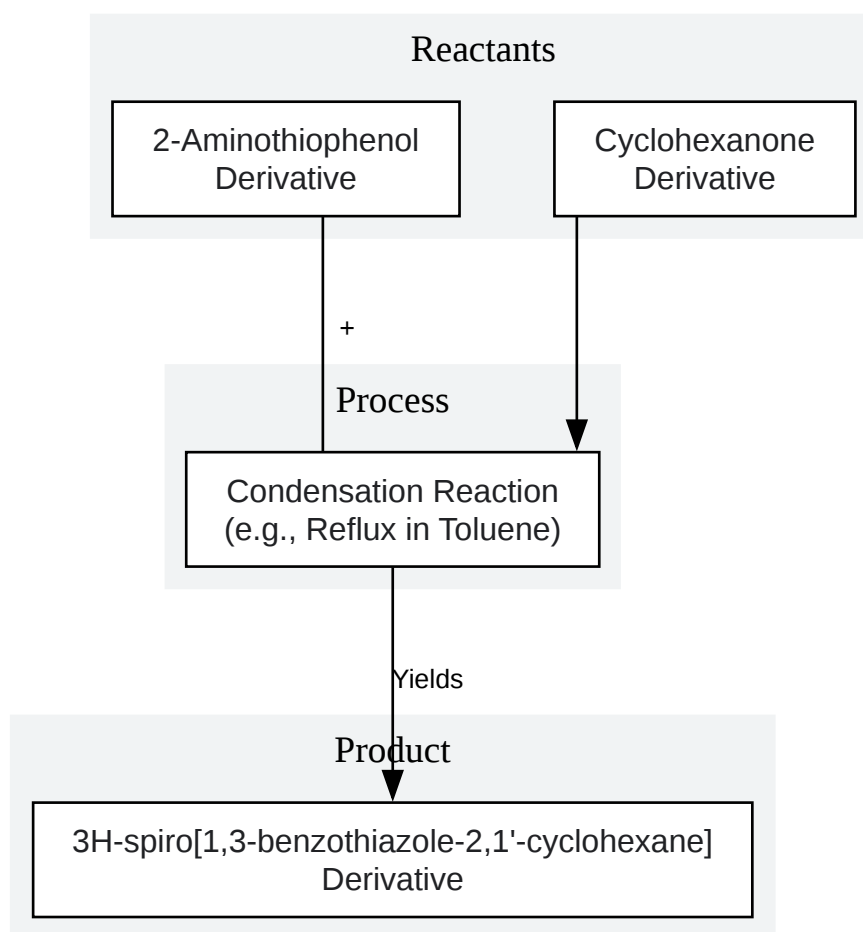 Reactants
2-Aminothiophenol
Derivative
Cyclohexanone
Derivative
+
Process
Condensation Reaction
(e.g., Reflux in Toluene)
Yields
Product
3H-spiro[1,3-benzothiazole-2,1'-cyclohexane]
Derivative